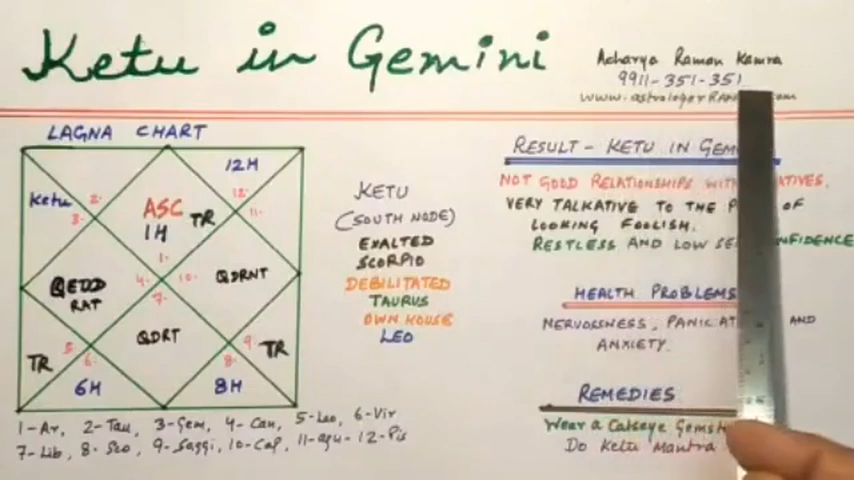 Ketu in Gemini
Acharya Raman Kamra
9911-351-351
LAGNA CHART
12H
Ketu
2-
3-
ASC
1H
TR
12-
11-
1-
4-
10-
7-
QDRNT
RAT
QDRT
TR
5-
6-
6H
8H
8-
9-
TR
1-Ar, 2-Tau, 3-Gem, 4-Can, 5-Leo, 6-Vir
7-Lib, 8-Sco, 9-Saggi, 10-Cap, 11-Aqu- 12-Pis
KETU
(SOUTH NODE)
EXALTED
SCORPIO
DEBILITATED
TAURUS
OWN HOUSE
LEO
RESULT - KETU IN
NOT GOOD RELATIONSHIPS
VERY TALKATIVE TO THE OF
LOOKING FOOLISH.
RESTLESS AND LOW
HEALTH PROBLEMS
NERVOUSNESS, PANIC AND
ANXIETY.
REMEDIES
Wear a Catseye
Do Ketu Mantra